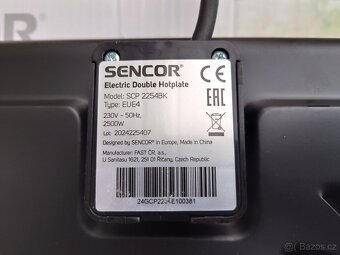 SENCOR®
Electric Double Hotplate
Model: SCP 2254BK
Type: EUE4
230V ~ 50Hz,
2500W
Lot: 2024225407
CE
EAC
Designed by SENCOR® in Europe, Made in China
Manufacturer: FAST ČR, a.s.
U Sanitasu 1621, 251 01 Říčany, Czech Republic
bazos.cz